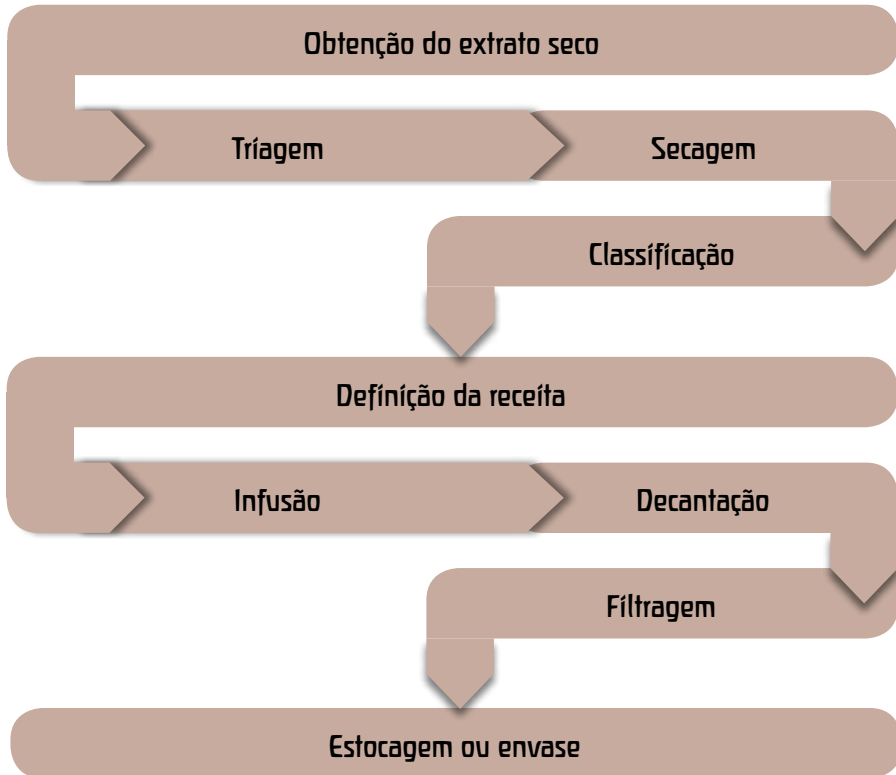 Obtenção do extrato seco
Triagem
Secagem
Classificação
Definição da receita
Infusão
Decantação
Filtragem
Estocagem ou envase